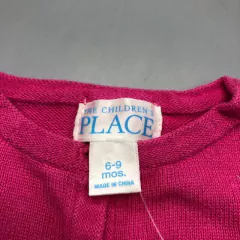 THE CHILDREN'S
PLACE
6-9
mos.
MADE IN CHINA